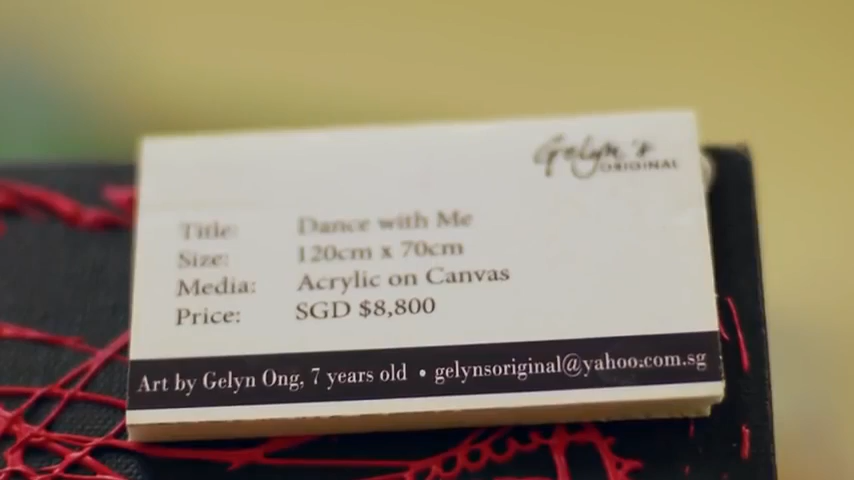 Gelyn's
ORIGINAL
Title: Dance with Me
Size: 120cm x 70cm
Media: Acrylic on Canvas
Price: SGD $8,800
Art by Gelyn Ong, 7 years old • gelynsoriginal@yahoo.com.sg